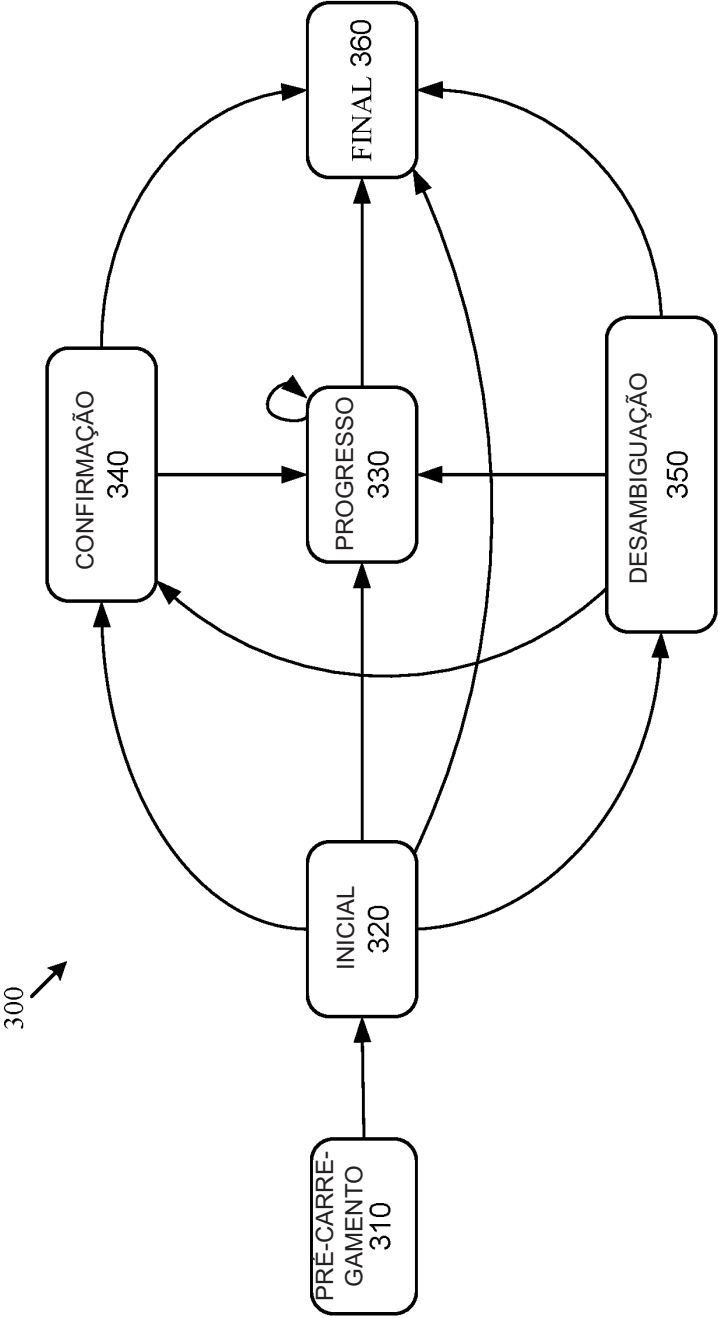 300
PRÉ-CARRE-
GAMENTO
310
INICIAL
320
CONFIRMAÇÃO
340
PROGRESSO
330
DESAMBIGUAÇÃO
350
FINAL 360